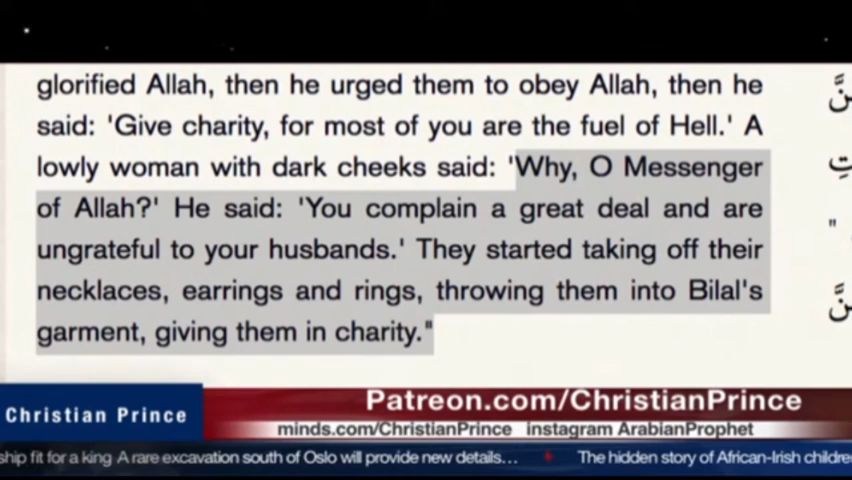 glorified Allah, then he urged them to obey Allah, then he
said: 'Give charity, for most of you are the fuel of Hell.' A
lowly woman with dark cheeks said: 'Why, O Messenger
of Allah?' He said: 'You complain a great deal and are
ungrateful to your husbands.' They started taking off their
necklaces, earrings and rings, throwing them into Bilal's
garment, giving them in charity."
Christian Prince
Patreon.com/ChristianPrince
minds.com/ChristianPrince instagram ArabianProphet
ship fit for a king A rare excavation south of Oslo will provide new details... The hidden story of African-Irish childre